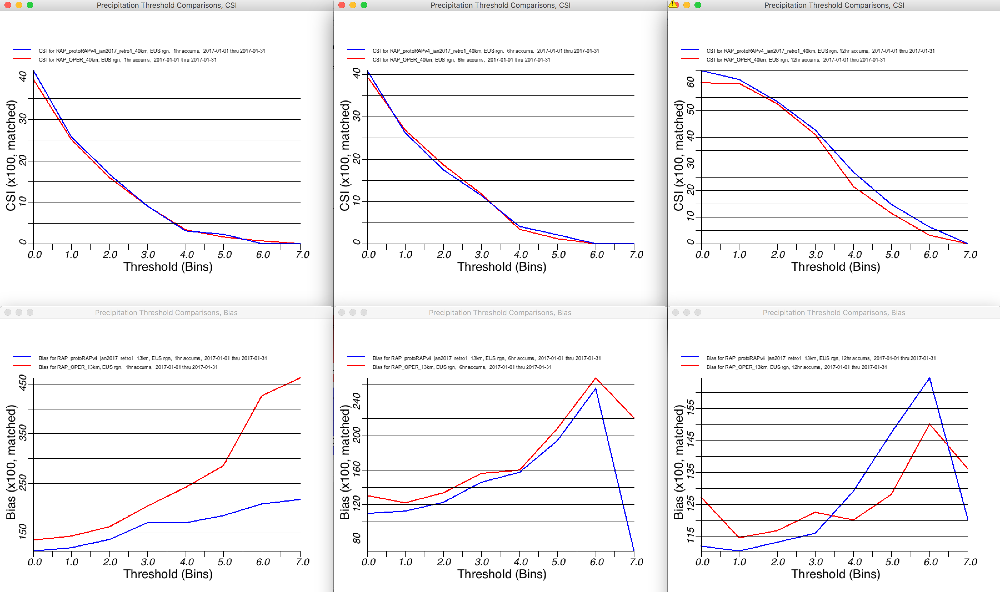 Precipitation Threshold Comparisons, CSI
CSI for RAP_protoRAPv4_jan2017_retro1_40km, EUS rgn, 1hr accums, 2017-01-01 thru 2017-01-31
CSI for RAP_OPER_40km, EUS rgn, 1hr accums, 2017-01-01 thru 2017-01-31
CSI (x100, matched)
40
30
20
10
0
0.0 1.0 2.0 3.0 4.0 5.0 6.0 7.0
Threshold (Bins)
Precipitation Threshold Comparisons, CSI
CSI for RAP_protoRAPv4_jan2017_retro1_40km, EUS rgn, 6hr accums, 2017-01-01 thru 2017-01-31
CSI for RAP_OPER_40km, EUS rgn, 6hr accums, 2017-01-01 thru 2017-01-31
CSI (x100, matched)
40
30
20
10
0
0.0 1.0 2.0 3.0 4.0 5.0 6.0 7.0
Threshold (Bins)
Precipitation Threshold Comparisons, CSI
CSI for RAP_protoRAPv4_jan2017_retro1_40km, EUS rgn, 12hr accums, 2017-01-01 thru 2017-01-31
CSI for RAP_OPER_40km, EUS rgn, 12hr accums, 2017-01-01 thru 2017-01-31
CSI (x100, matched)
60
50
40
30
20
10
0
0.0 1.0 2.0 3.0 4.0 5.0 6.0 7.0
Threshold (Bins)
Precipitation Threshold Comparisons, Bias
Bias for RAP_protoRAPv4_jan2017_retro1_13km, EUS rgn, 1hr accums, 2017-01-01 thru 2017-01-31
Bias for RAP_OPER_13km, EUS rgn, 1hr accums, 2017-01-01 thru 2017-01-31
Bias (x100, matched)
450
350
250
150
0.0 1.0 2.0 3.0 4.0 5.0 6.0 7.0
Threshold (Bins)
Precipitation Threshold Comparisons, Bias
Bias for RAP_protoRAPv4_jan2017_retro1_13km, EUS rgn, 6hr accums, 2017-01-01 thru 2017-01-31
Bias for RAP_OPER_13km, EUS rgn, 6hr accums, 2017-01-01 thru 2017-01-31
Bias (x100, matched)
240
200
160
120
80
0.0 1.0 2.0 3.0 4.0 5.0 6.0 7.0
Threshold (Bins)
Precipitation Threshold Comparisons, Bias
Bias for RAP_protoRAPv4_jan2017_retro1_13km, EUS rgn, 12hr accums, 2017-01-01 thru 2017-01-31
Bias for RAP_OPER_13km, EUS rgn, 12hr accums, 2017-01-01 thru 2017-01-31
Bias (x100, matched)
155
145
135
125
115
0.0 1.0 2.0 3.0 4.0 5.0 6.0 7.0
Threshold (Bins)